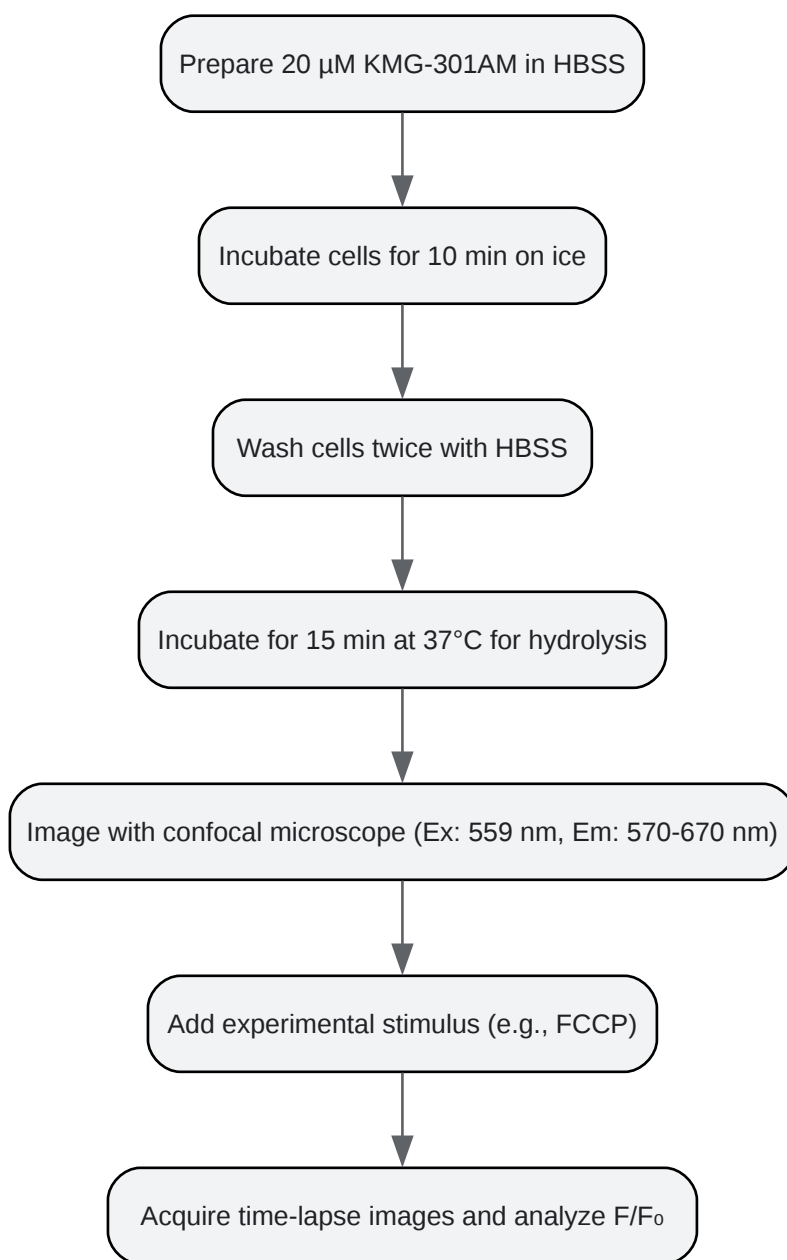 Prepare 20 µM KMG-301AM in HBSS
Incubate cells for 10 min on ice
Wash cells twice with HBSS
Incubate for 15 min at 37°C for hydrolysis
Image with confocal microscope (Ex: 559 nm, Em: 570-670 nm)
Add experimental stimulus (e.g., FCCP)
Acquire time-lapse images and analyze F/F₀